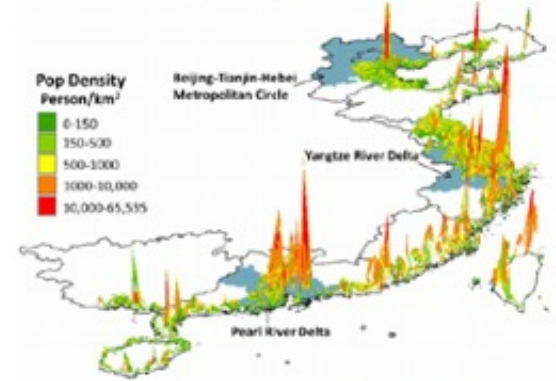 Pop Density
Person/km²
0-150
150-500
500-1000
1000-10,000
10,000-65,535
Beijing-Tianjin-Hebei
Metropolitan Circle
Yangtze River Delta
Pearl River Delta